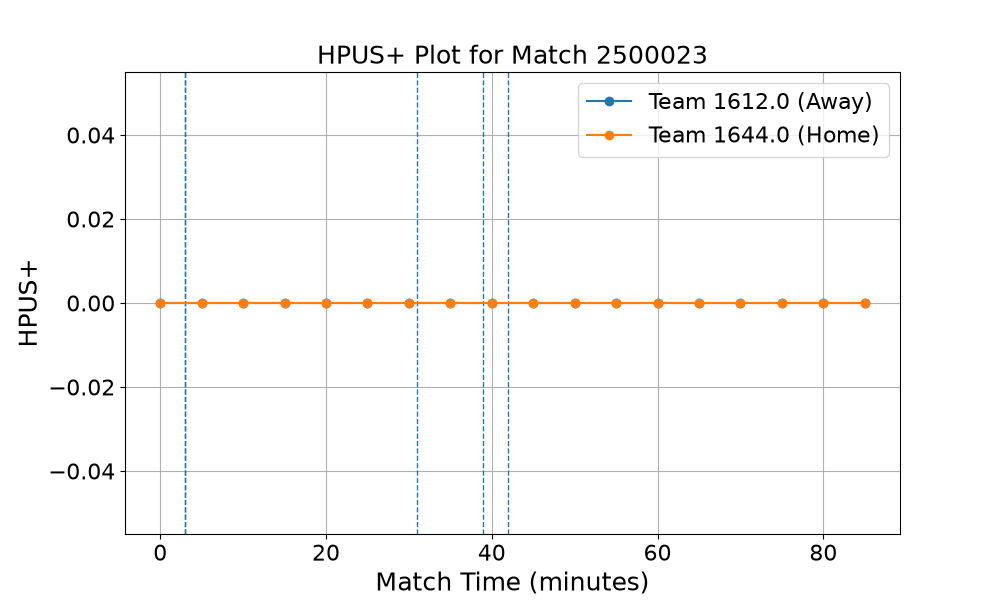 HPUS+ Plot for Match 2500023
Team 1612.0 (Away)
Team 1644.0 (Home)
0.04
0.02
0.00
−0.02
−0.04
HPUS+
0 20 40 60 80
Match Time (minutes)